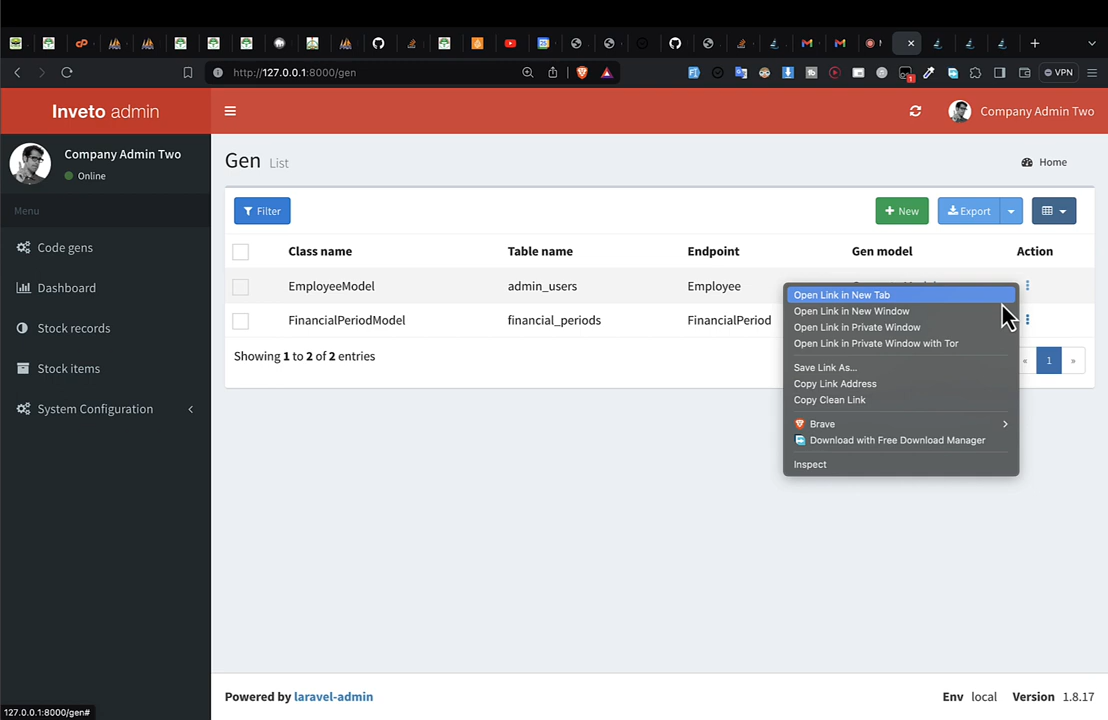 http://127.0.0.1:8000/gen
1
VPN
Inveto admin
Company Admin Two
Company Admin Two
Online
Menu
Code gens
Dashboard
Stock records
Stock items
System Configuration
Gen List
Home
Filter
New
Export
Class name Table name Endpoint Gen model Action
EmployeeModel admin_users Employee
FinancialPeriodModel financial_periods FinancialPeriod
Showing 1 to 2 of 2 entries
« 1 »
Open Link in New Tab
Open Link in New Window
Open Link in Private Window
Open Link in Private Window with Tor
Save Link As...
Copy Link Address
Copy Clean Link
Brave
Download with Free Download Manager
Inspect
Powered by laravel-admin
Env local Version 1.8.17
127.0.0.1:8000/gen#